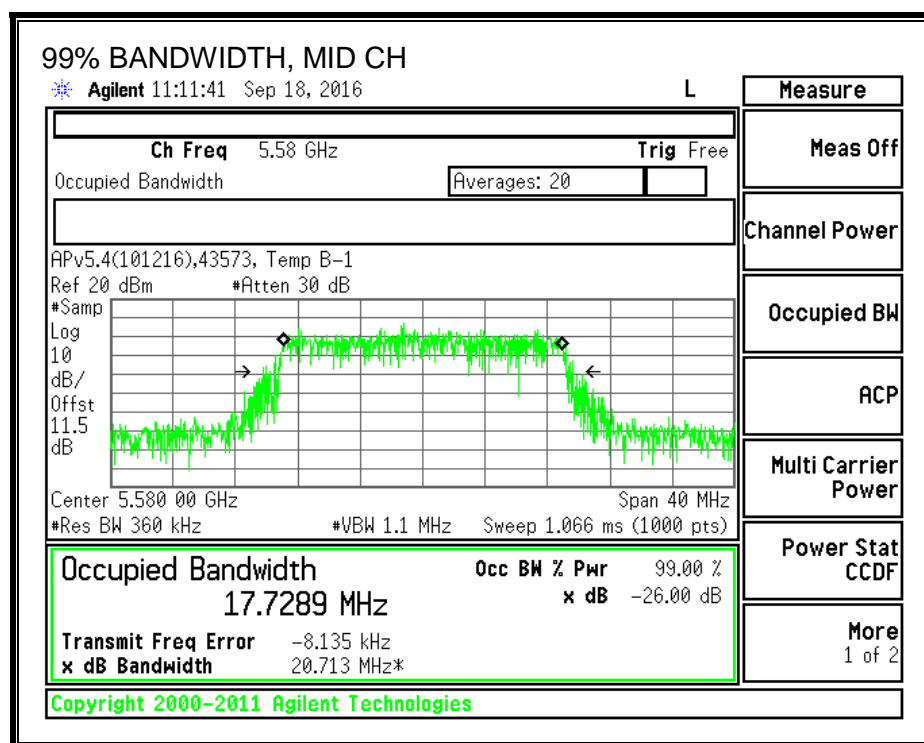 99% BANDWIDTH, MID CH
Agilent 11:11:41 Sep 18, 2016 L
Measure
Ch Freq 5.58 GHz Trig Free
Occupied Bandwidth Averages: 20
Meas Off
Channel Power
APv5.4(101216),43573, Temp B-1
Ref 20 dBm #Atten 30 dB
#Samp
Log
10
dB/
Offst
11.5
dB
Occupied BW
ACP
Multi Carrier
Power
Center 5.580 00 GHz Span 40 MHz
#Res BW 360 kHz #VBW 1.1 MHz Sweep 1.066 ms (1000 pts)
Occupied Bandwidth Occ BW % Pwr 99.00 %
17.7289 MHz x dB -26.00 dB
Transmit Freq Error -8.135 kHz
x dB Bandwidth 20.713 MHz*
Power Stat
CCDF
More
1 of 2
Copyright 2000-2011 Agilent Technologies